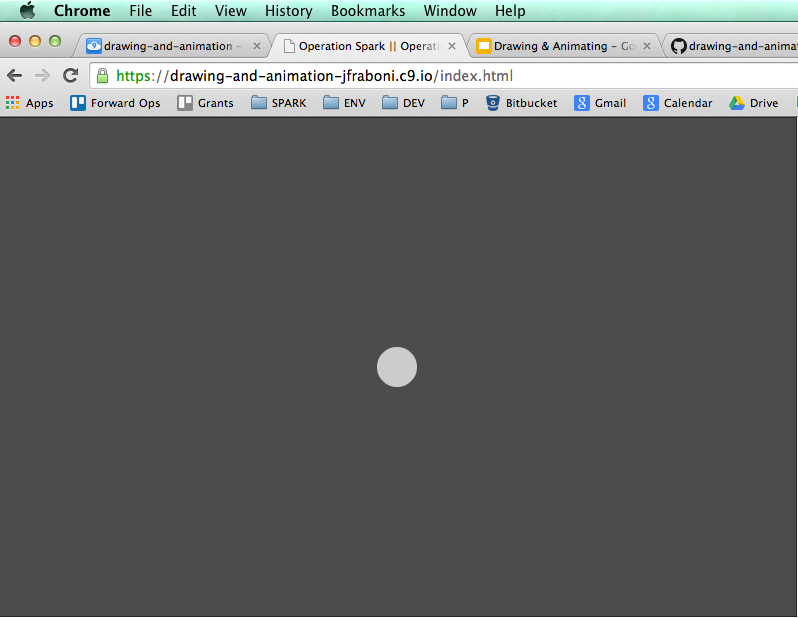 Chrome File Edit View History Bookmarks Window Help
drawing-and-animation - Operation Spark || Operati Drawing & Animating - Go drawing-and-animat
https://drawing-and-animation-jfraboni.c9.io/index.html
Apps Forward Ops Grants SPARK ENV DEV P Bitbucket 8 Gmail 8 Calendar Drive